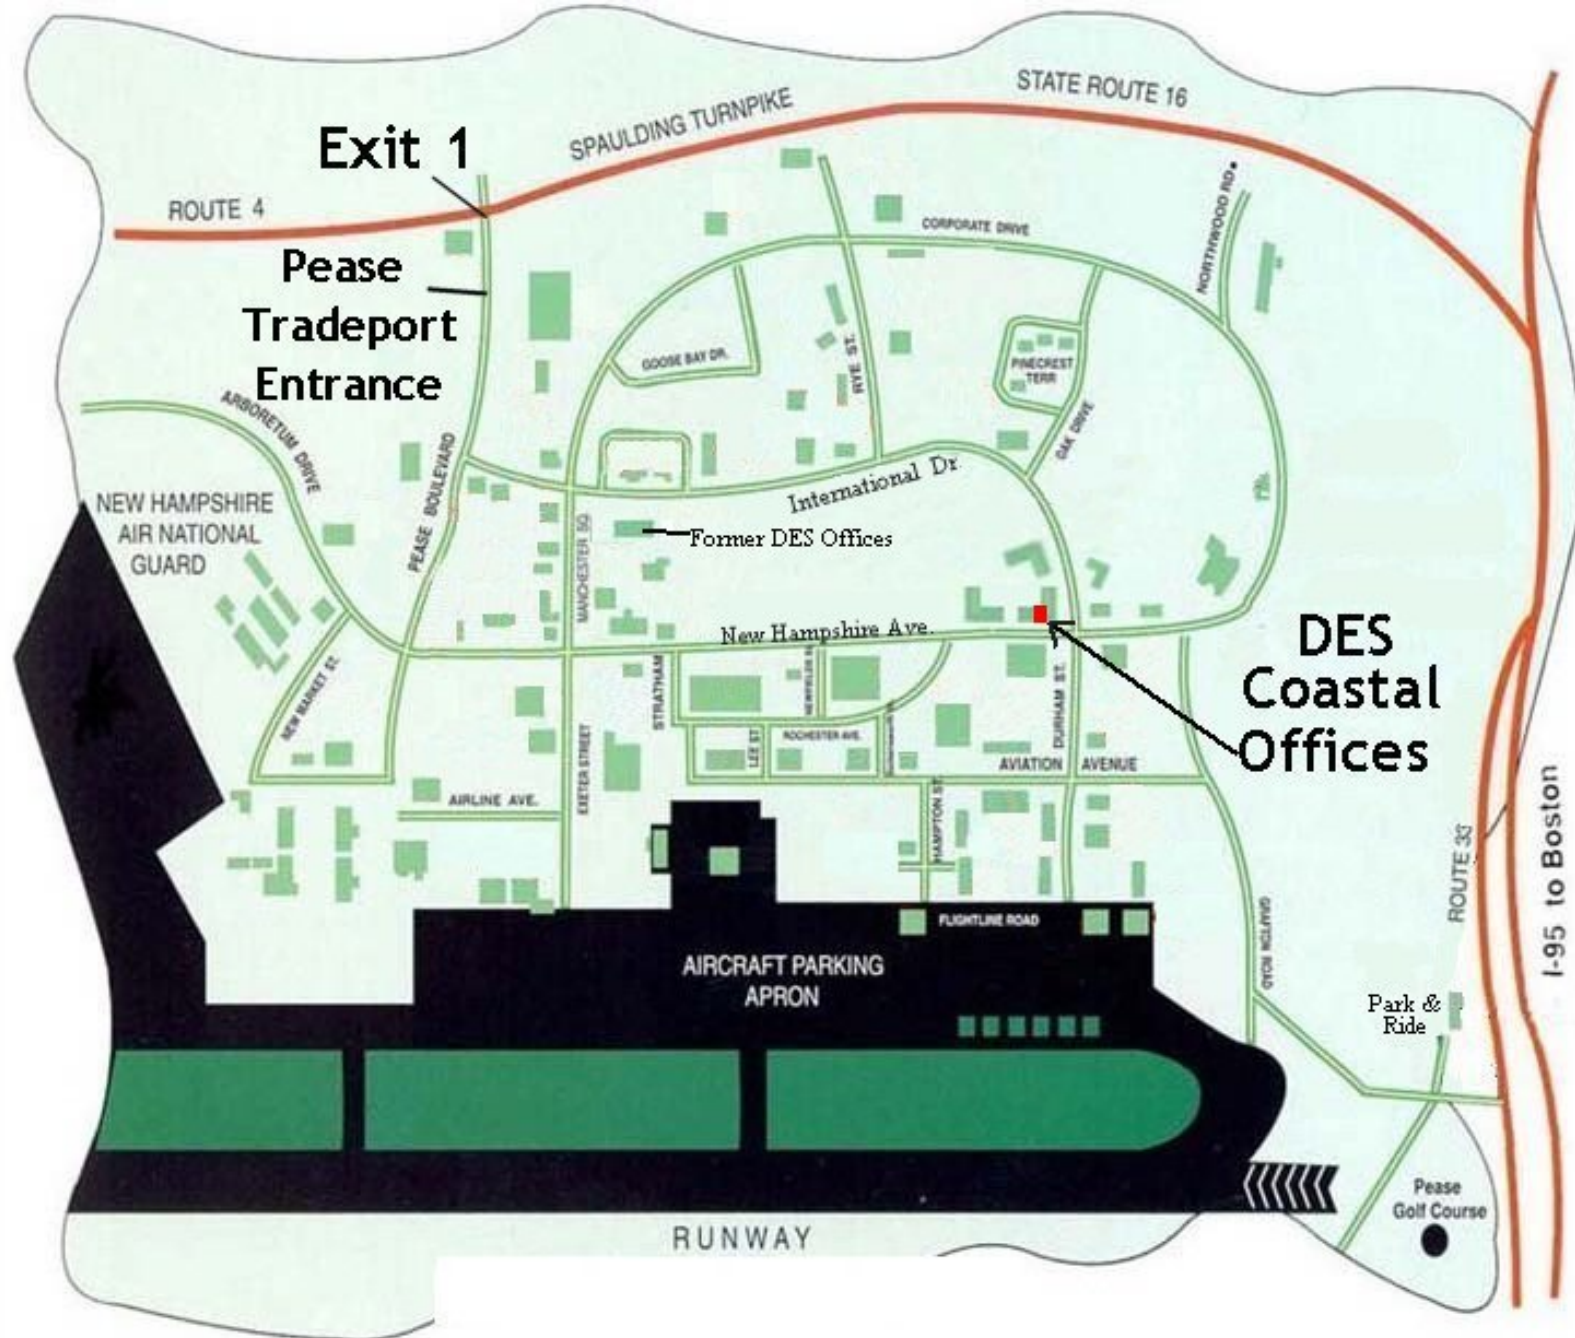 STATE ROUTE 16
SPAULDING TURNPIKE
Exit 1
ROUTE 4
NORTHWOOD RD.
CORPORATE DRIVE
Pease
Tradeport
Entrance
GOOSE BAY DR.
RYE ST.
PINECREST
TERR
OAK DRIVE
ARBORETUM DRIVE
PEASE BOULEVARD
International Dr
NEW HAMPSHIRE
AIR NATIONAL
GUARD
MANCHESTER SQ
Former DES Offices
New Hampshire Ave.
DES
Coastal
Offices
NEW MARKET ST.
STRATHAM
EXETER STREET
LEE ST
ROCHESTER AVE.
DURHAM ST.
AVIATION AVENUE
AIRLINE AVE.
HAMPTON ST.
ROUTE 33
I-95 to Boston
GRAFTON ROAD
FLIGHTLINE ROAD
AIRCRAFT PARKING
APRON
Park &
Ride
Pease
Golf Course
RUNWAY